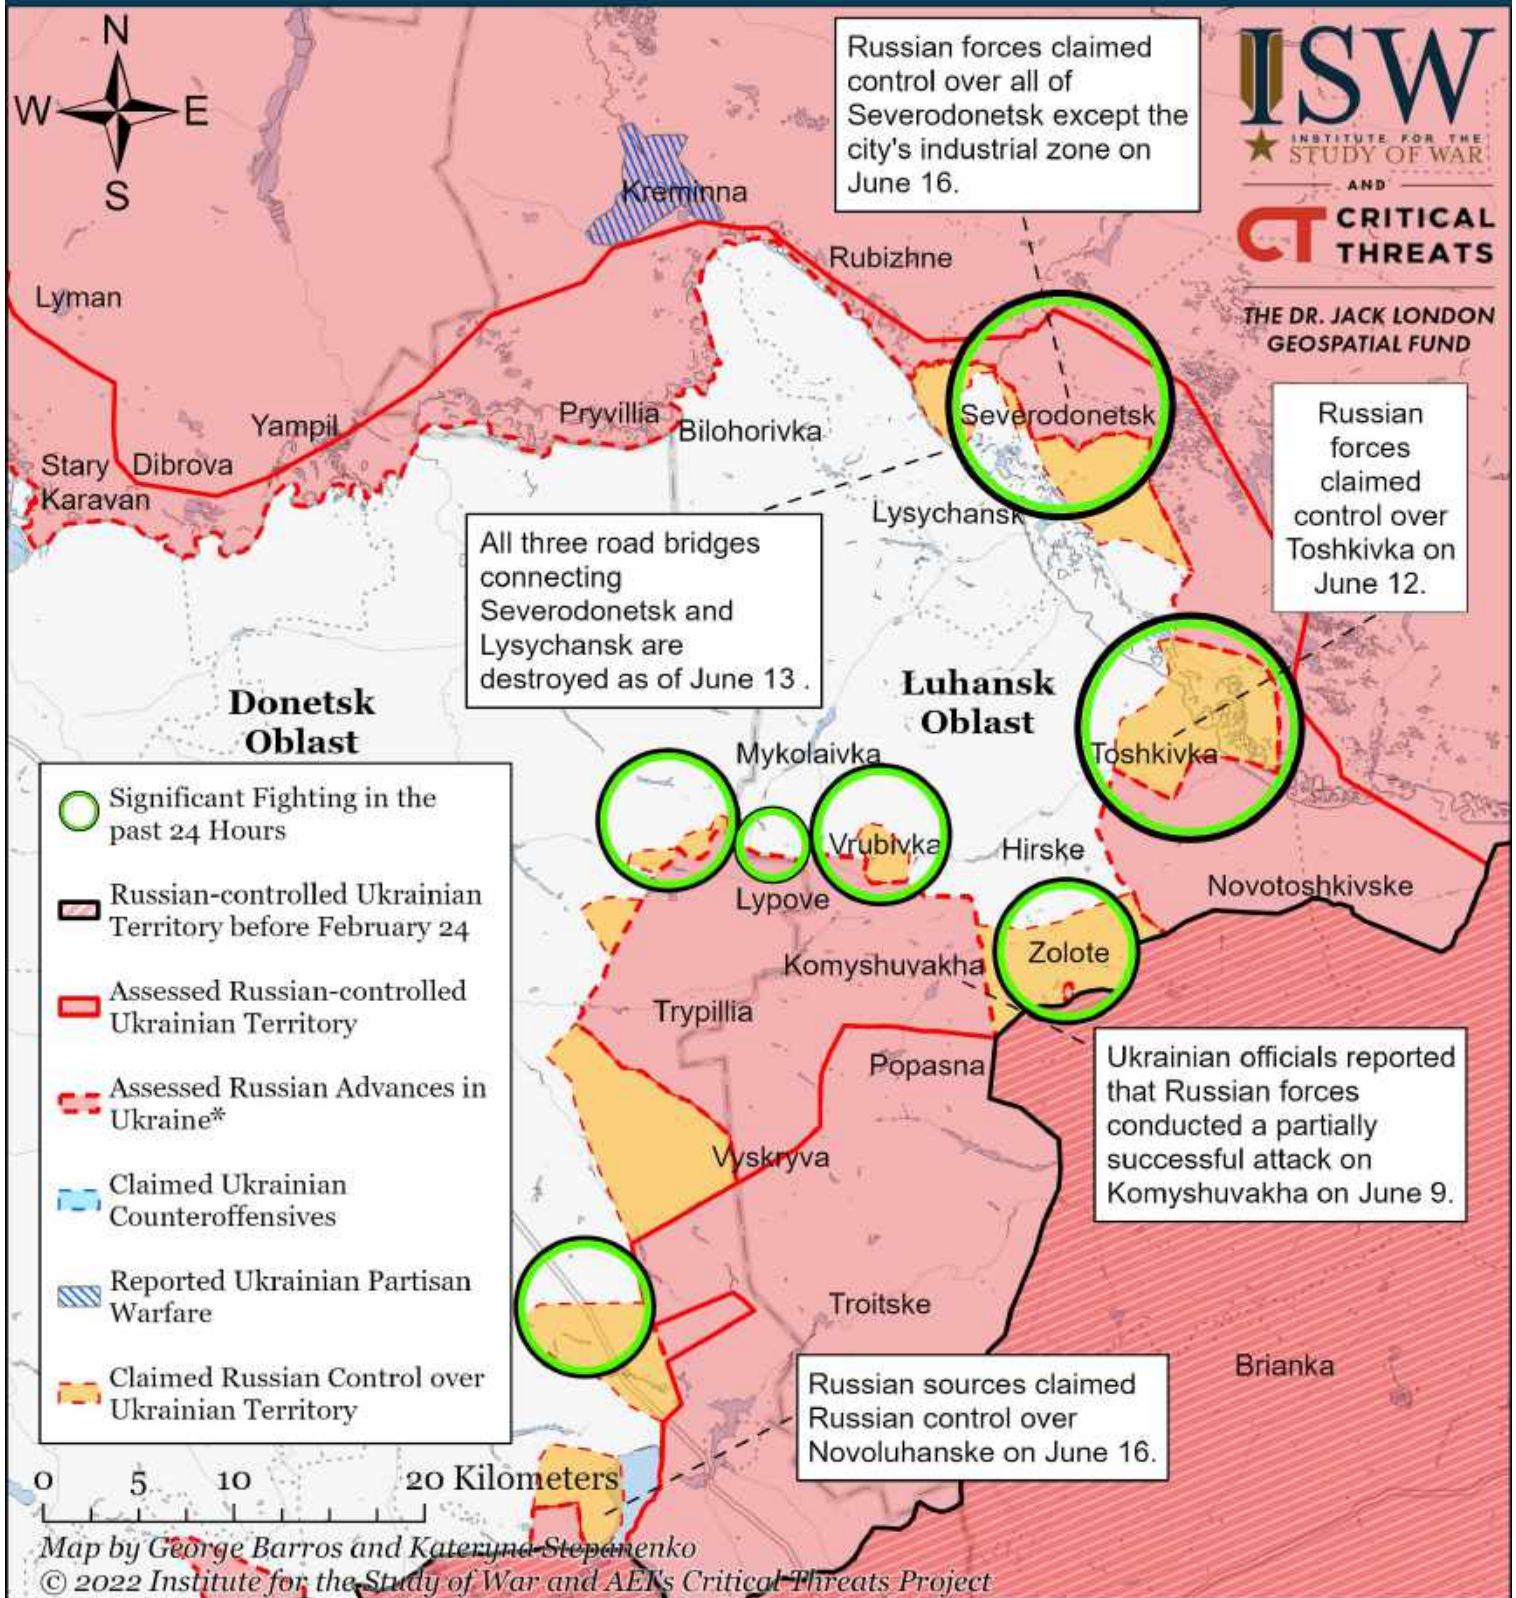 N
W E
S
Russian forces claimed
control over all of
Severodonetsk except the
city's industrial zone on
June 16.
ISW
INSTITUTE FOR THE
STUDY OF WAR
AND
CT CRITICAL
THREATS
THE DR. JACK LONDON
GEOSPATIAL FUND
Kreminna
Rubizhne
Lyman
Russian
forces
claimed
control over
Toshkivka on
June 12.
Yampil
Pryvillia
Bilohorivka
Severodonetsk
Stary
Karavan
Dibrova
Lysychansk
All three road bridges
connecting
Severodonetsk and
Lysychansk are
destroyed as of June 13 .
Donetsk
Oblast
Luhansk
Oblast
Mykolaivka
Toshkivka
Vrubivka
Hirske
Lypove
Novotoshkivske
Komyshuvakha
Zolote
Trypillia
Popasna
Ukrainian officials reported
that Russian forces
conducted a partially
successful attack on
Komyshuvakha on June 9.
Vyskryva
Troitske
Brianka
Russian sources claimed
Russian control over
Novoluhanske on June 16.
Significant Fighting in the
past 24 Hours
Russian-controlled Ukrainian
Territory before February 24
Assessed Russian-controlled
Ukrainian Territory
Assessed Russian Advances in
Ukraine*
Claimed Ukrainian
Counteroffensives
Reported Ukrainian Partisan
Warfare
Claimed Russian Control over
Ukrainian Territory
0 5 10 20 Kilometers
Map by George Barros and Kateryna Stepanenko
© 2022 Institute for the Study of War and AEI's Critical Threats Project